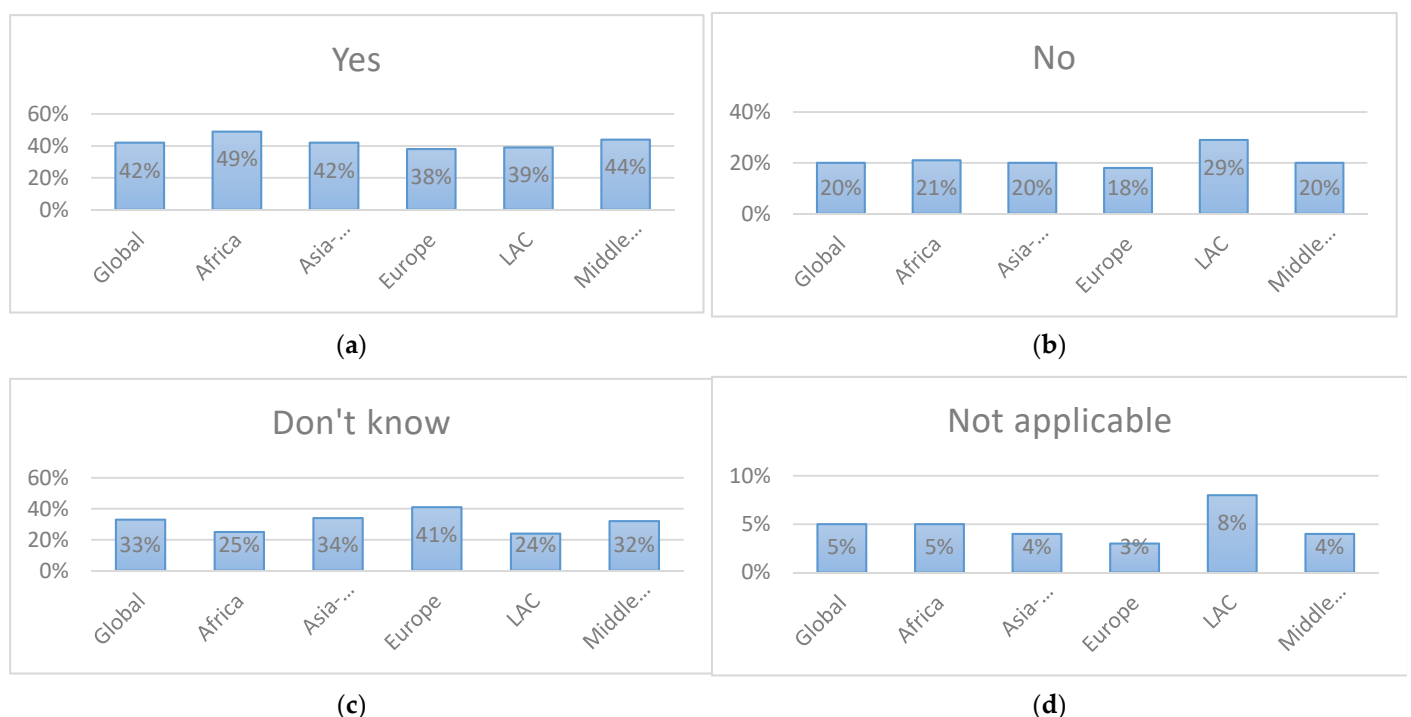 Yes
60%
40%
20%
0%
42%
49%
42%
38%
39%
44%
Global
Africa
Asia-...
Europe
LAC
Middle...
(a)
No
40%
20%
0%
20%
21%
20%
18%
29%
20%
Global
Africa
Asia-...
Europe
LAC
Middle...
(b)
Don't know
60%
40%
20%
0%
33%
25%
34%
41%
24%
32%
Global
Africa
Asia-...
Europe
LAC
Middle...
(c)
Not applicable
10%
5%
0%
5%
5%
4%
3%
8%
4%
Global
Africa
Asia-...
Europe
LAC
Middle...
(d)